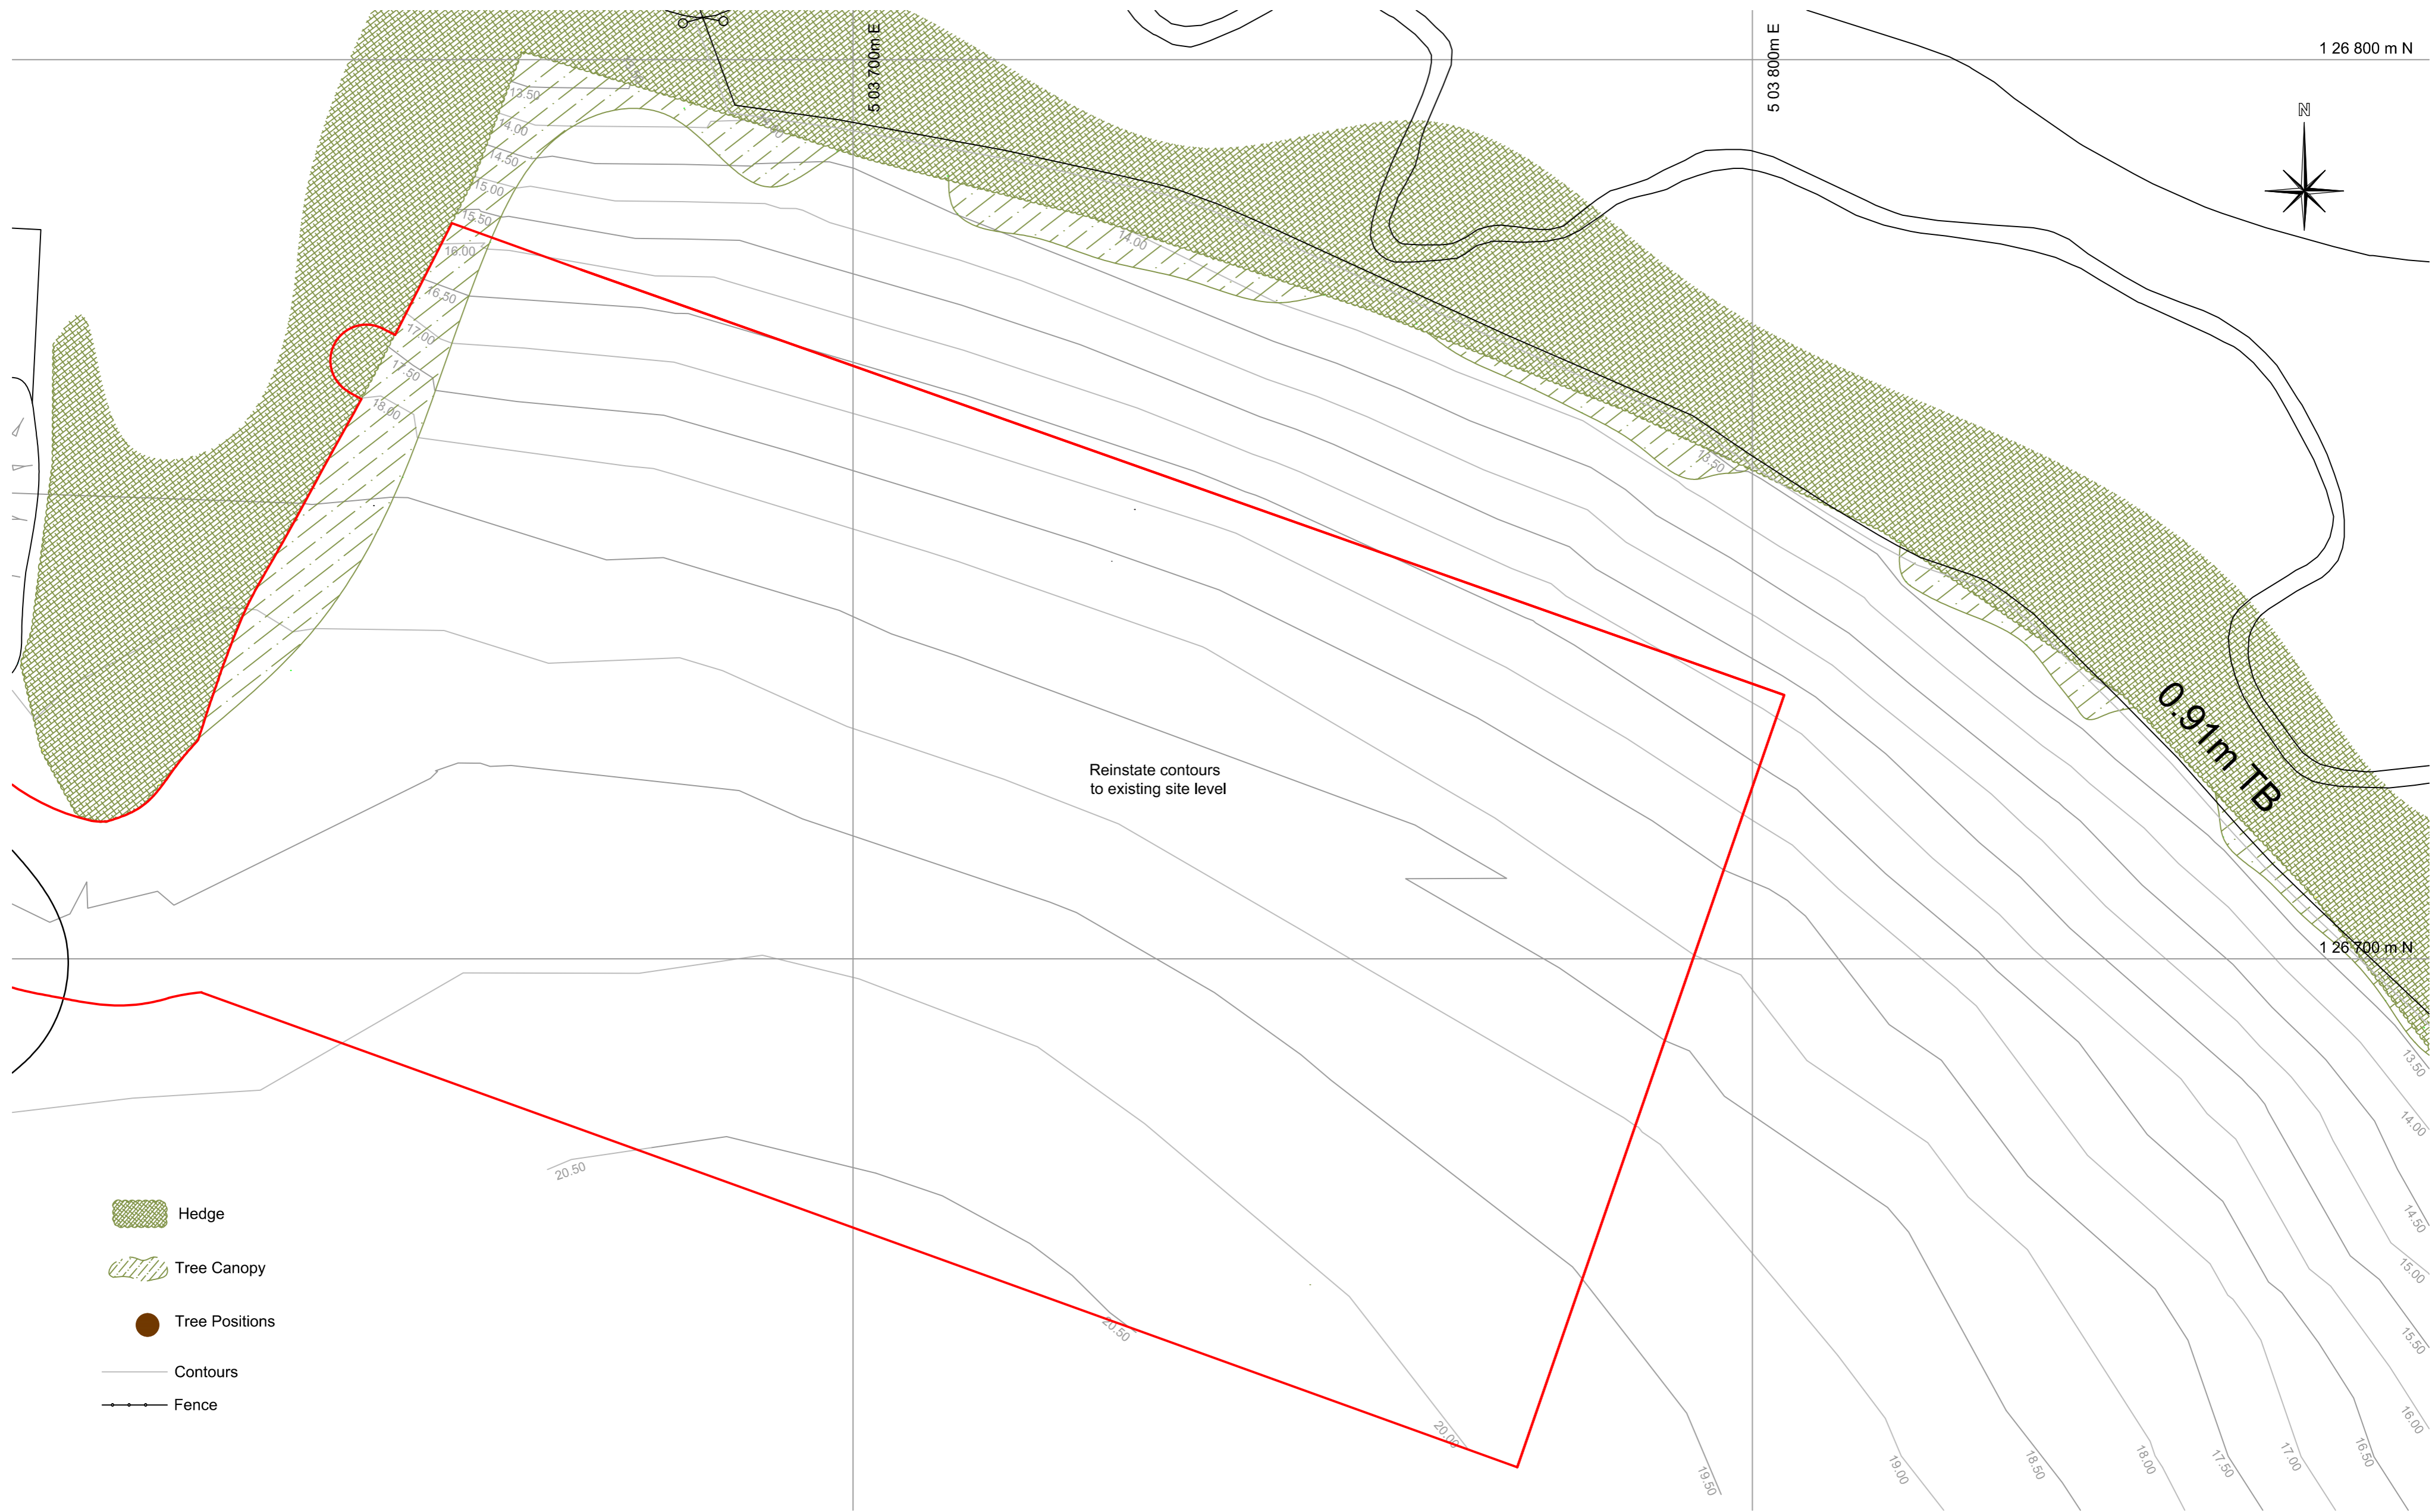 5 03 700m E
5 03 800m E
1 26 800 m N
N
13.50
14.00
14.50
15.00
15.50
16.00
16.50
17.00
17.50
18.00
14.00
13.50
0.91m TB
Reinstate contours
to existing site level
1 26 700 m N
13.50
14.00
14.50
15.00
15.50
16.00
16.50
17.00
17.50
18.00
18.50
19.00
19.50
20.00
20.50
20.50
Hedge
Tree Canopy
Tree Positions
Contours
Fence